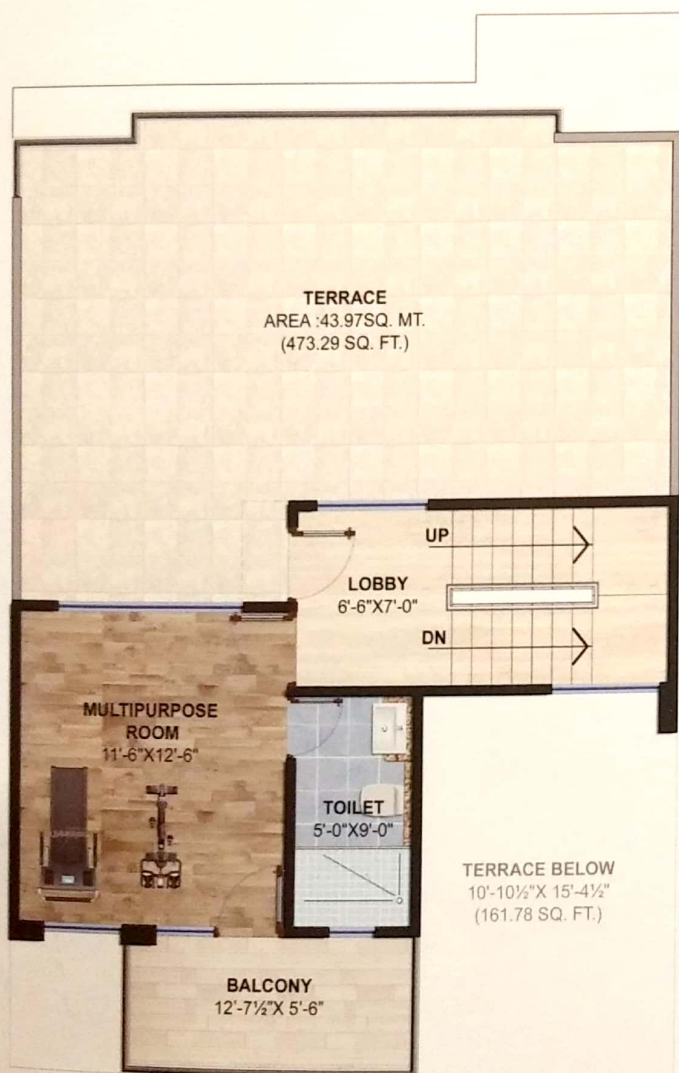 TERRACE
AREA :43.97SQ. MT.
(473.29 SQ. FT.)
UP
LOBBY
6'-6"X7'-0"
DN
MULTIPURPOSE
ROOM
11'-6"X12'-6"
TOILET
5'-0"X9'-0"
TERRACE BELOW
10'-10½"X 15'-4½"
(161.78 SQ. FT.)
BALCONY
12'-7½"X 5'-6"